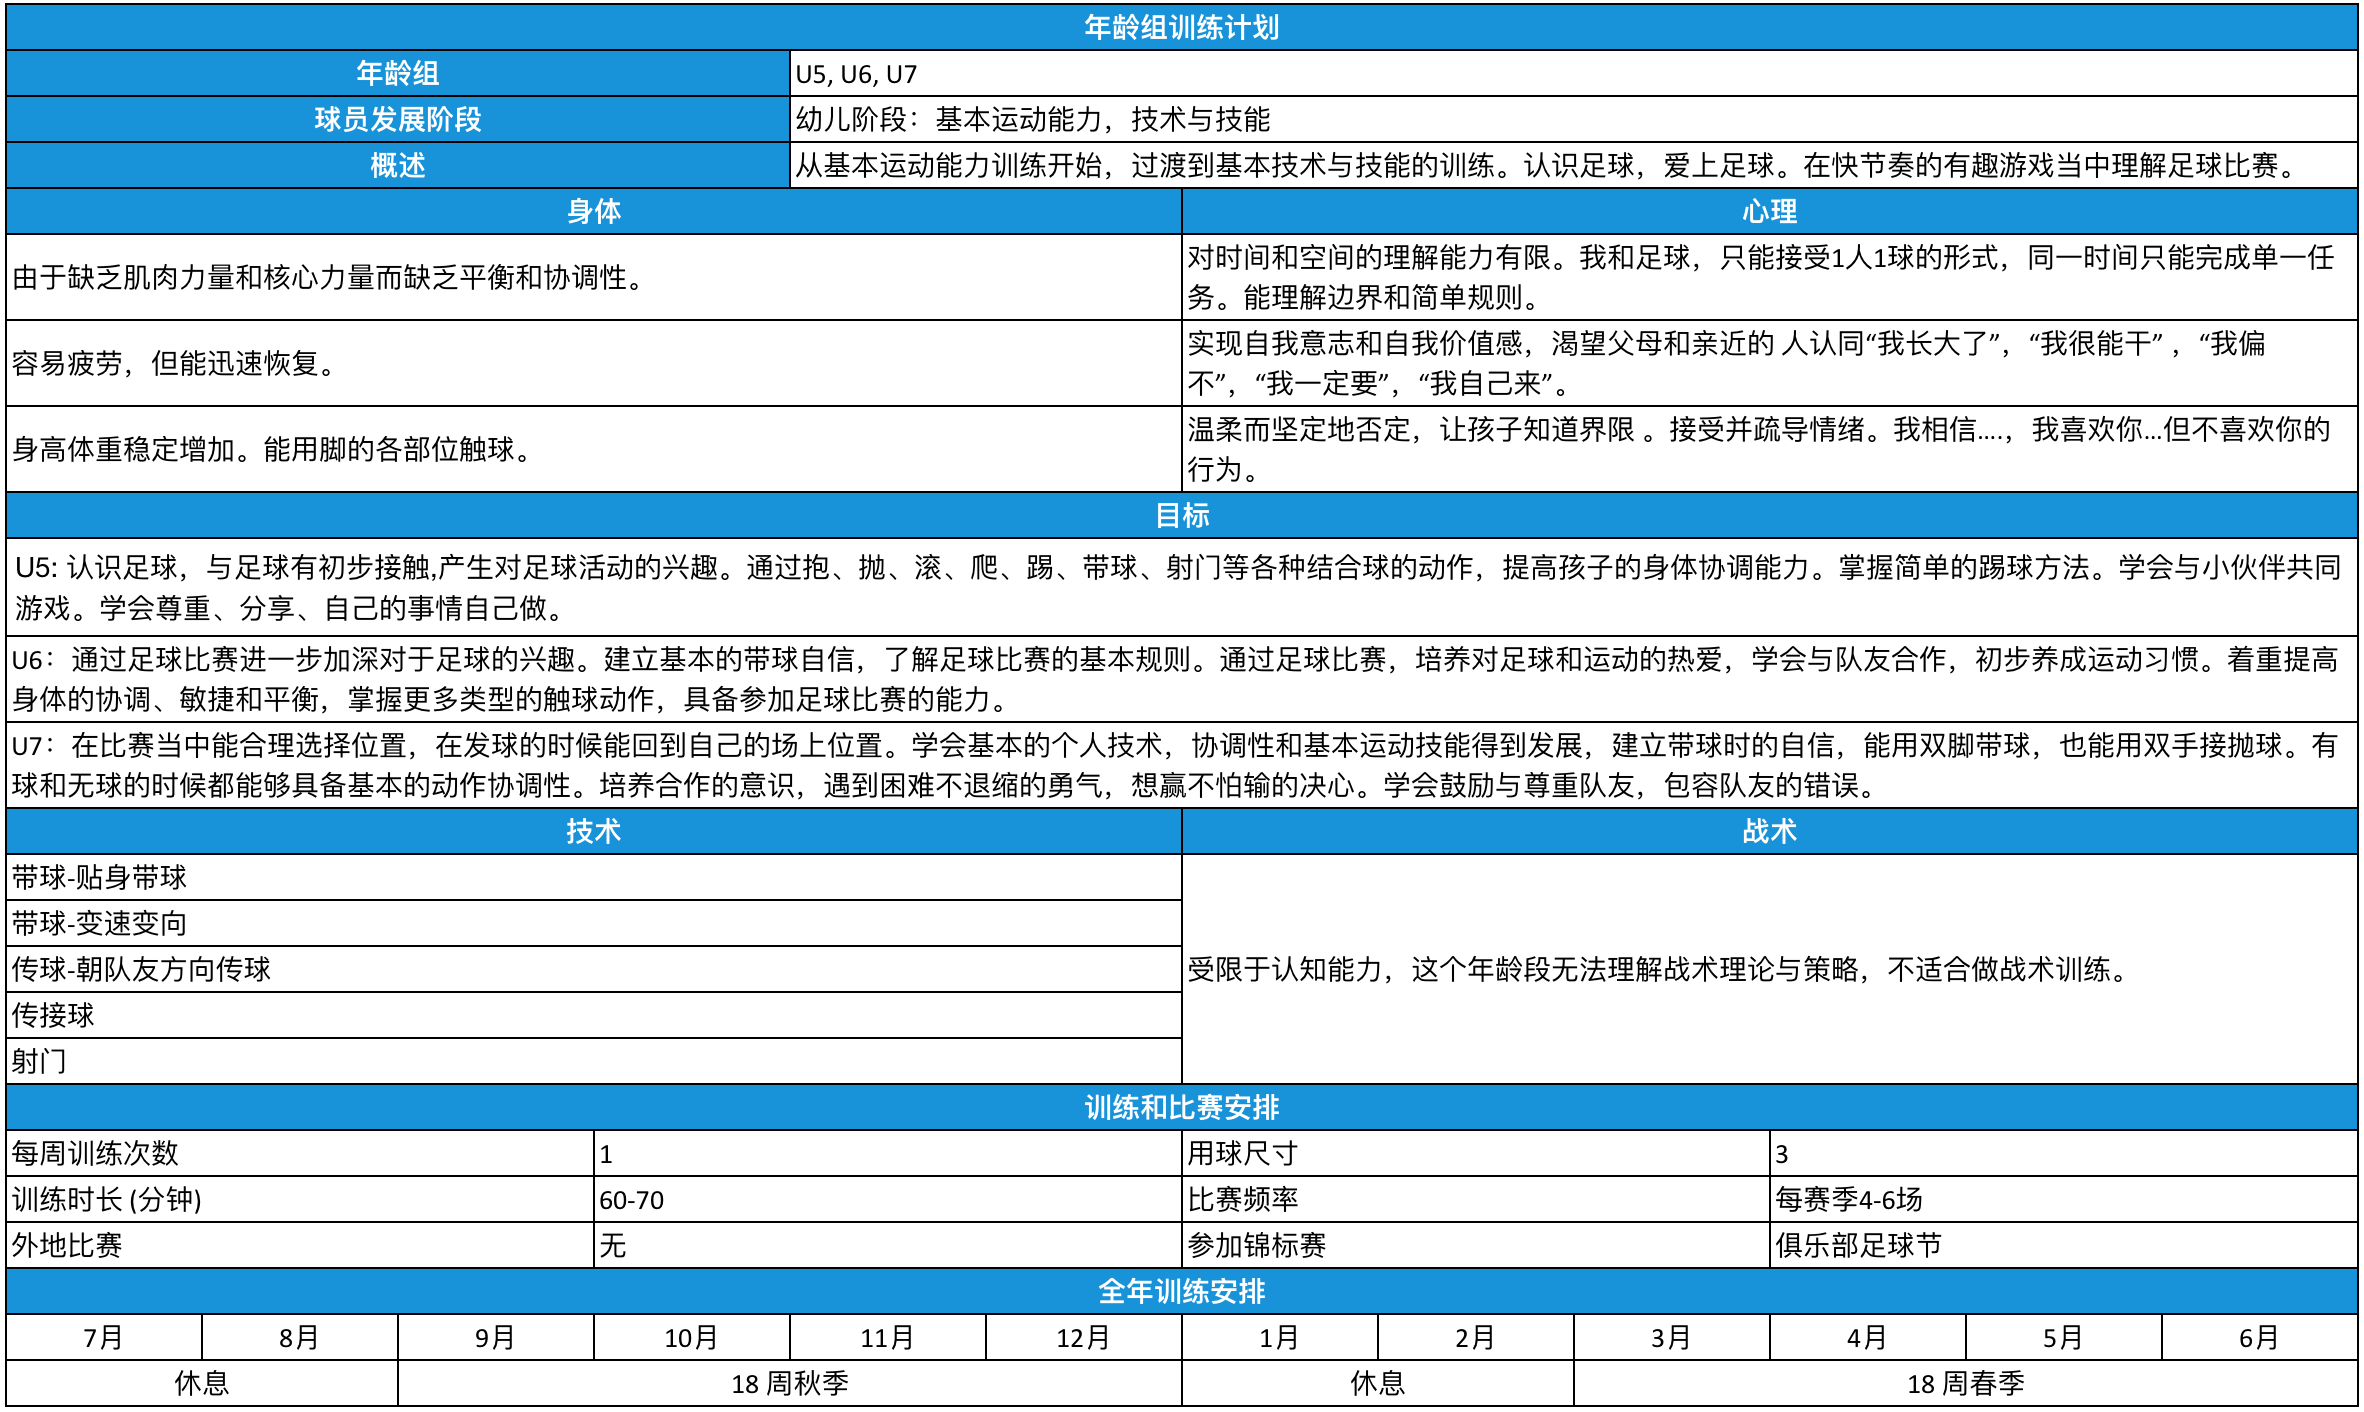 年龄组训练计划
年龄组
U5, U6, U7
球员发展阶段
幼儿阶段：基本运动能力，技术与技能
概述
从基本运动能力训练开始，过渡到基本技术与技能的训练。认识足球，爱上足球。在快节奏的有趣游戏当中理解足球比赛。
身体
心理
由于缺乏肌肉力量和核心力量而缺乏平衡和协调性。
对时间和空间的理解能力有限。我和足球，只能接受1人1球的形式，同一时间只能完成单一任
务。能理解边界和简单规则。
容易疲劳，但能迅速恢复。
实现自我意志和自我价值感，渴望父母和亲近的 人认同“我长大了”，“我很能干” ，“我偏
不”，“我一定要”，“我自己来”。
身高体重稳定增加。能用脚的各部位触球。
温柔而坚定地否定，让孩子知道界限 。接受并疏导情绪。我相信....，我喜欢你...但不喜欢你的
行为。
目标
U5: 认识足球，与足球有初步接触,产生对足球活动的兴趣。通过抱、抛、滚、爬、踢、带球、射门等各种结合球的动作，提高孩子的身体协调能力。掌握简单的踢球方法。学会与小伙伴共同
游戏。学会尊重、分享、自己的事情自己做。
U6：通过足球比赛进一步加深对于足球的兴趣。建立基本的带球自信，了解足球比赛的基本规则。通过足球比赛，培养对足球和运动的热爱，学会与队友合作，初步养成运动习惯。着重提高
身体的协调、敏捷和平衡，掌握更多类型的触球动作，具备参加足球比赛的能力。
U7：在比赛当中能合理选择位置，在发球的时候能回到自己的场上位置。学会基本的个人技术，协调性和基本运动技能得到发展，建立带球时的自信，能用双脚带球，也能用双手接抛球。有
球和无球的时候都能够具备基本的动作协调性。培养合作的意识，遇到困难不退缩的勇气，想赢不怕输的决心。学会鼓励与尊重队友，包容队友的错误。
技术
战术
带球-贴身带球
带球-变速变向
传球-朝队友方向传球
传接球
射门
受限于认知能力，这个年龄段无法理解战术理论与策略，不适合做战术训练。
训练和比赛安排
每周训练次数
1
用球尺寸
3
训练时长 (分钟)
60-70
比赛频率
每赛季4-6场
外地比赛
无
参加锦标赛
俱乐部足球节
全年训练安排
7月
8月
9月
10月
11月
12月
1月
2月
3月
4月
5月
6月
休息
18 周秋季
休息
18 周春季